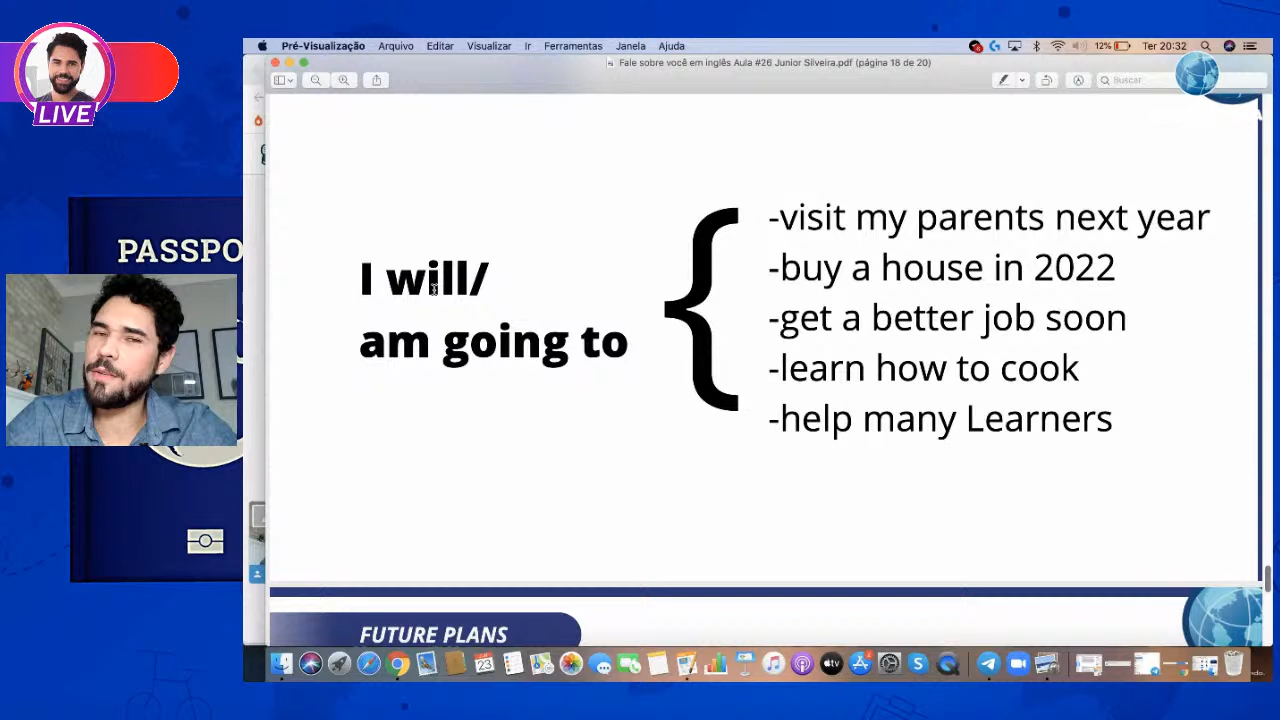 LIVE
PASSPO
Pré-Visualização Arquivo Editar Visualizar Ir Ferramentas Janela Ajuda 12% Ter 20:32
Fale sobre você em inglês Aula #26 Junior Silveira.pdf (página 18 de 20)
Buscar
I will/
am going to
-visit my parents next year
-buy a house in 2022
-get a better job soon
-learn how to cook
-help many Learners
FUTURE PLANS
23